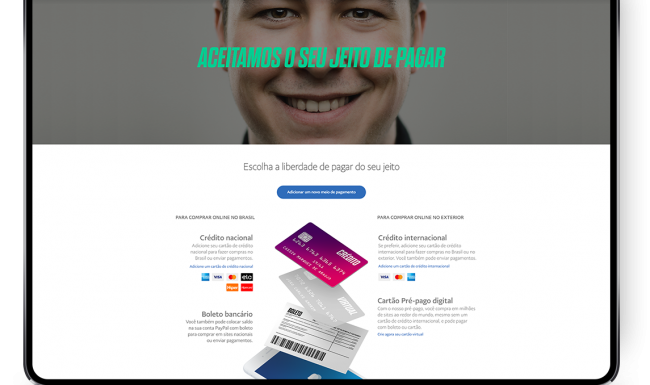 ACEITAMOS O SEU JEITO DE PAGAR
Escolha a liberdade de pagar do seu jeito
Adicionar um novo meio de pagamento
PARA COMPRAR ONLINE NO BRASIL
Crédito nacional
Adicione seu cartão de crédito
nacional para fazer compras no
Brasil ou enviar pagamentos.
Adicione um cartão de crédito nacional
VISA
elo
Hiper
Boleto bancário
Você também pode colocar saldo
na sua conta PayPal com boleto
para comprar em sites nacionais
ou enviar pagamentos.
CRÉDITO
VIRTUAL
BOLETO
PARA COMPRAR ONLINE NO EXTERIOR
Crédito internacional
Se preferir, adicione seu cartão de crédito
internacional para fazer compras no Brasil ou no
exterior. Você também pode enviar pagamentos.
Adicione um cartão de crédito internacional
VISA
Cartão Pré-pago digital
Com o nosso pré-pago, você compra em milhões
de sites ao redor do mundo, mesmo sem um
cartão de crédito internacional, e pode pagar
com boleto ou cartão.
Crie agora seu cartão virtual